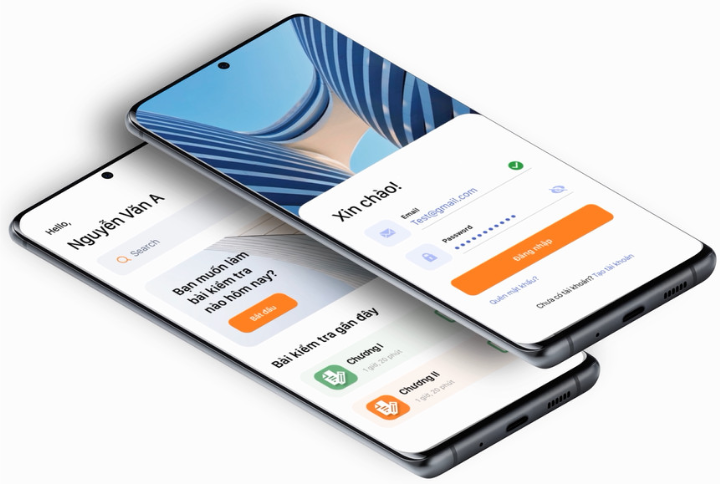 Xin chào!
Email
Test@gmail.com
Password
Đăng nhập
Quên mật khẩu?
Chưa có tài khoản? Tạo tài khoản
Hello,
Nguyễn Văn A
Search
Bạn muốn làm
bài kiểm tra
nào hôm nay?
Bắt đầu
Bài kiểm tra gần đây
Chương I
1 giờ, 20 phút
Chương II
1 giờ, 20 phút